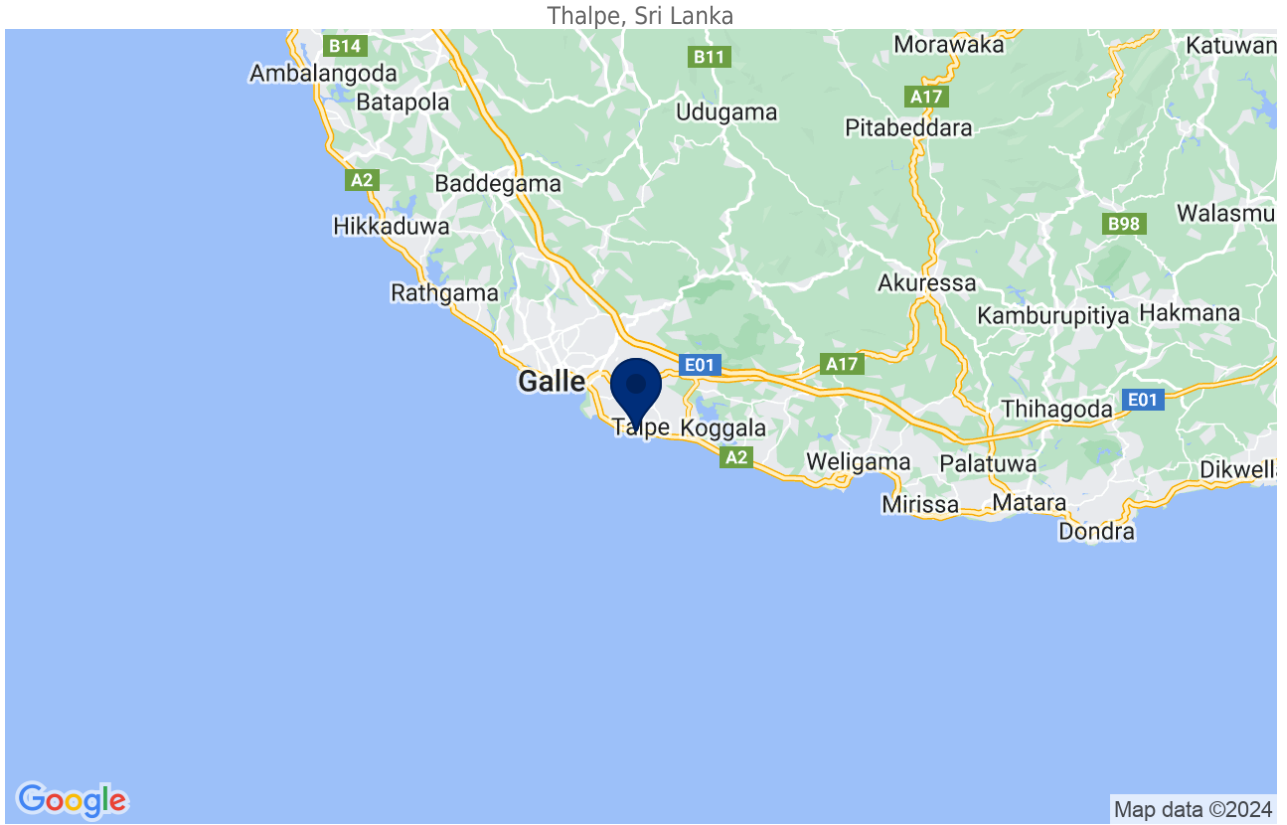 Thalpe, Sri Lanka
B14
B11
Morawaka
Katuwan
Ambalangoda
Batapola
A17
Udugama
Pitabeddara
A2
Baddegama
Hikkaduwa
B98
Walasmu
Rathgama
Akuressa
Kamburupitiya
Hakmana
Galle
E01
A17
Thihagoda
E01
Talpe
Koggala
A2
Weligama
Palatuwa
Dikwella
Mirissa
Matara
Dondra
Google
Map data ©2024